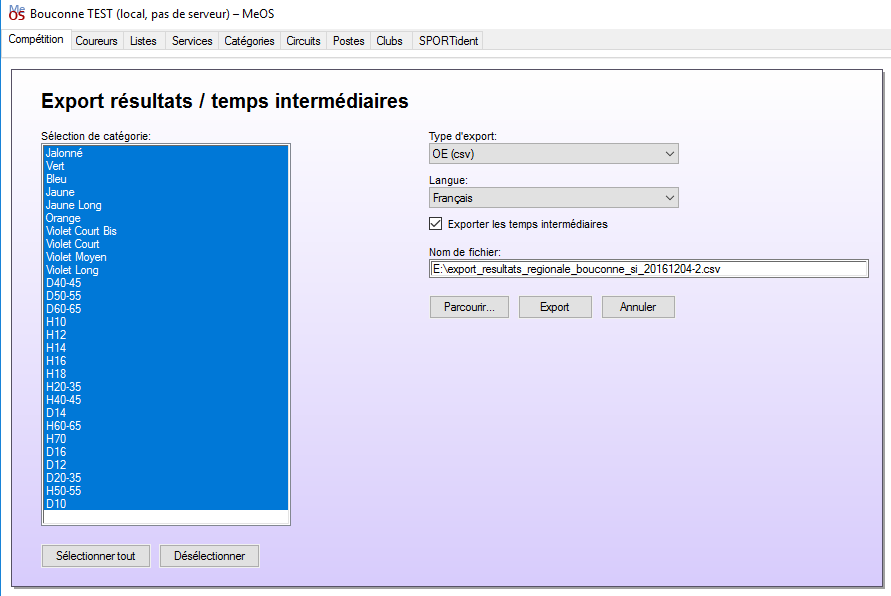 MeOS Bouconne TEST (local, pas de serveur) – MeOS
Compétition Coureurs Listes Services Catégories Circuits Postes Clubs SPORTident
Export résultats / temps intermédiaires
Sélection de catégorie:
Jalonné
Vert
Bleu
Jaune
Jaune Long
Orange
Violet Court Bis
Violet Court
Violet Moyen
Violet Long
D40-45
D50-55
D60-65
H10
H12
H14
H16
H18
H20-35
H40-45
D14
H60-65
H70
D16
D12
D20-35
H50-55
D10
Sélectionner tout Désélectionner
Type d'export:
OE (csv)
Langue:
Français
Exporter les temps intermédiaires
Nom de fichier:
E:\export_resultats_regionale_bouconne_si_20161204-2.csv
Parcourir... Export Annuler